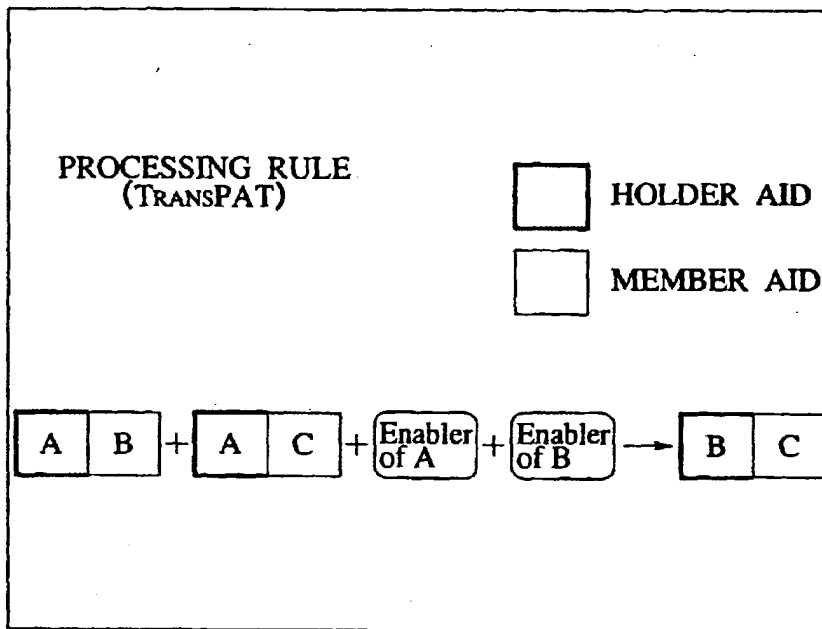 PROCESSING RULE
(TRANSPAT)
HOLDER AID
MEMBER AID
A B + A C + Enabler of A + Enabler of B → B C